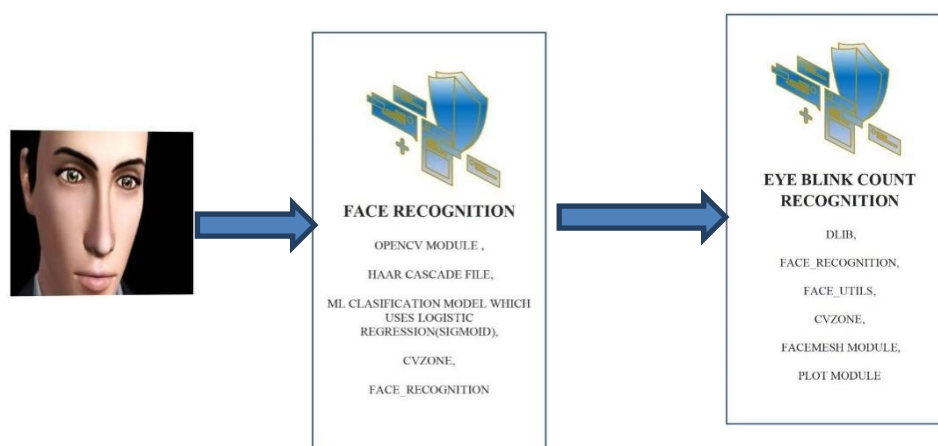 FACE RECOGNITION
OPENCV MODULE ,
HAAR CASCADE FILE,
ML CLASIFICATION MODEL WHICH
USES LOGISTIC
REGRESSION(SIGMOID),
CVZONE,
FACE_RECOGNITION
EYE BLINK COUNT
RECOGNITION
DLIB,
FACE_RECOGNITION,
FACE_UTILS,
CVZONE,
FACEMESH MODULE,
PLOT MODULE